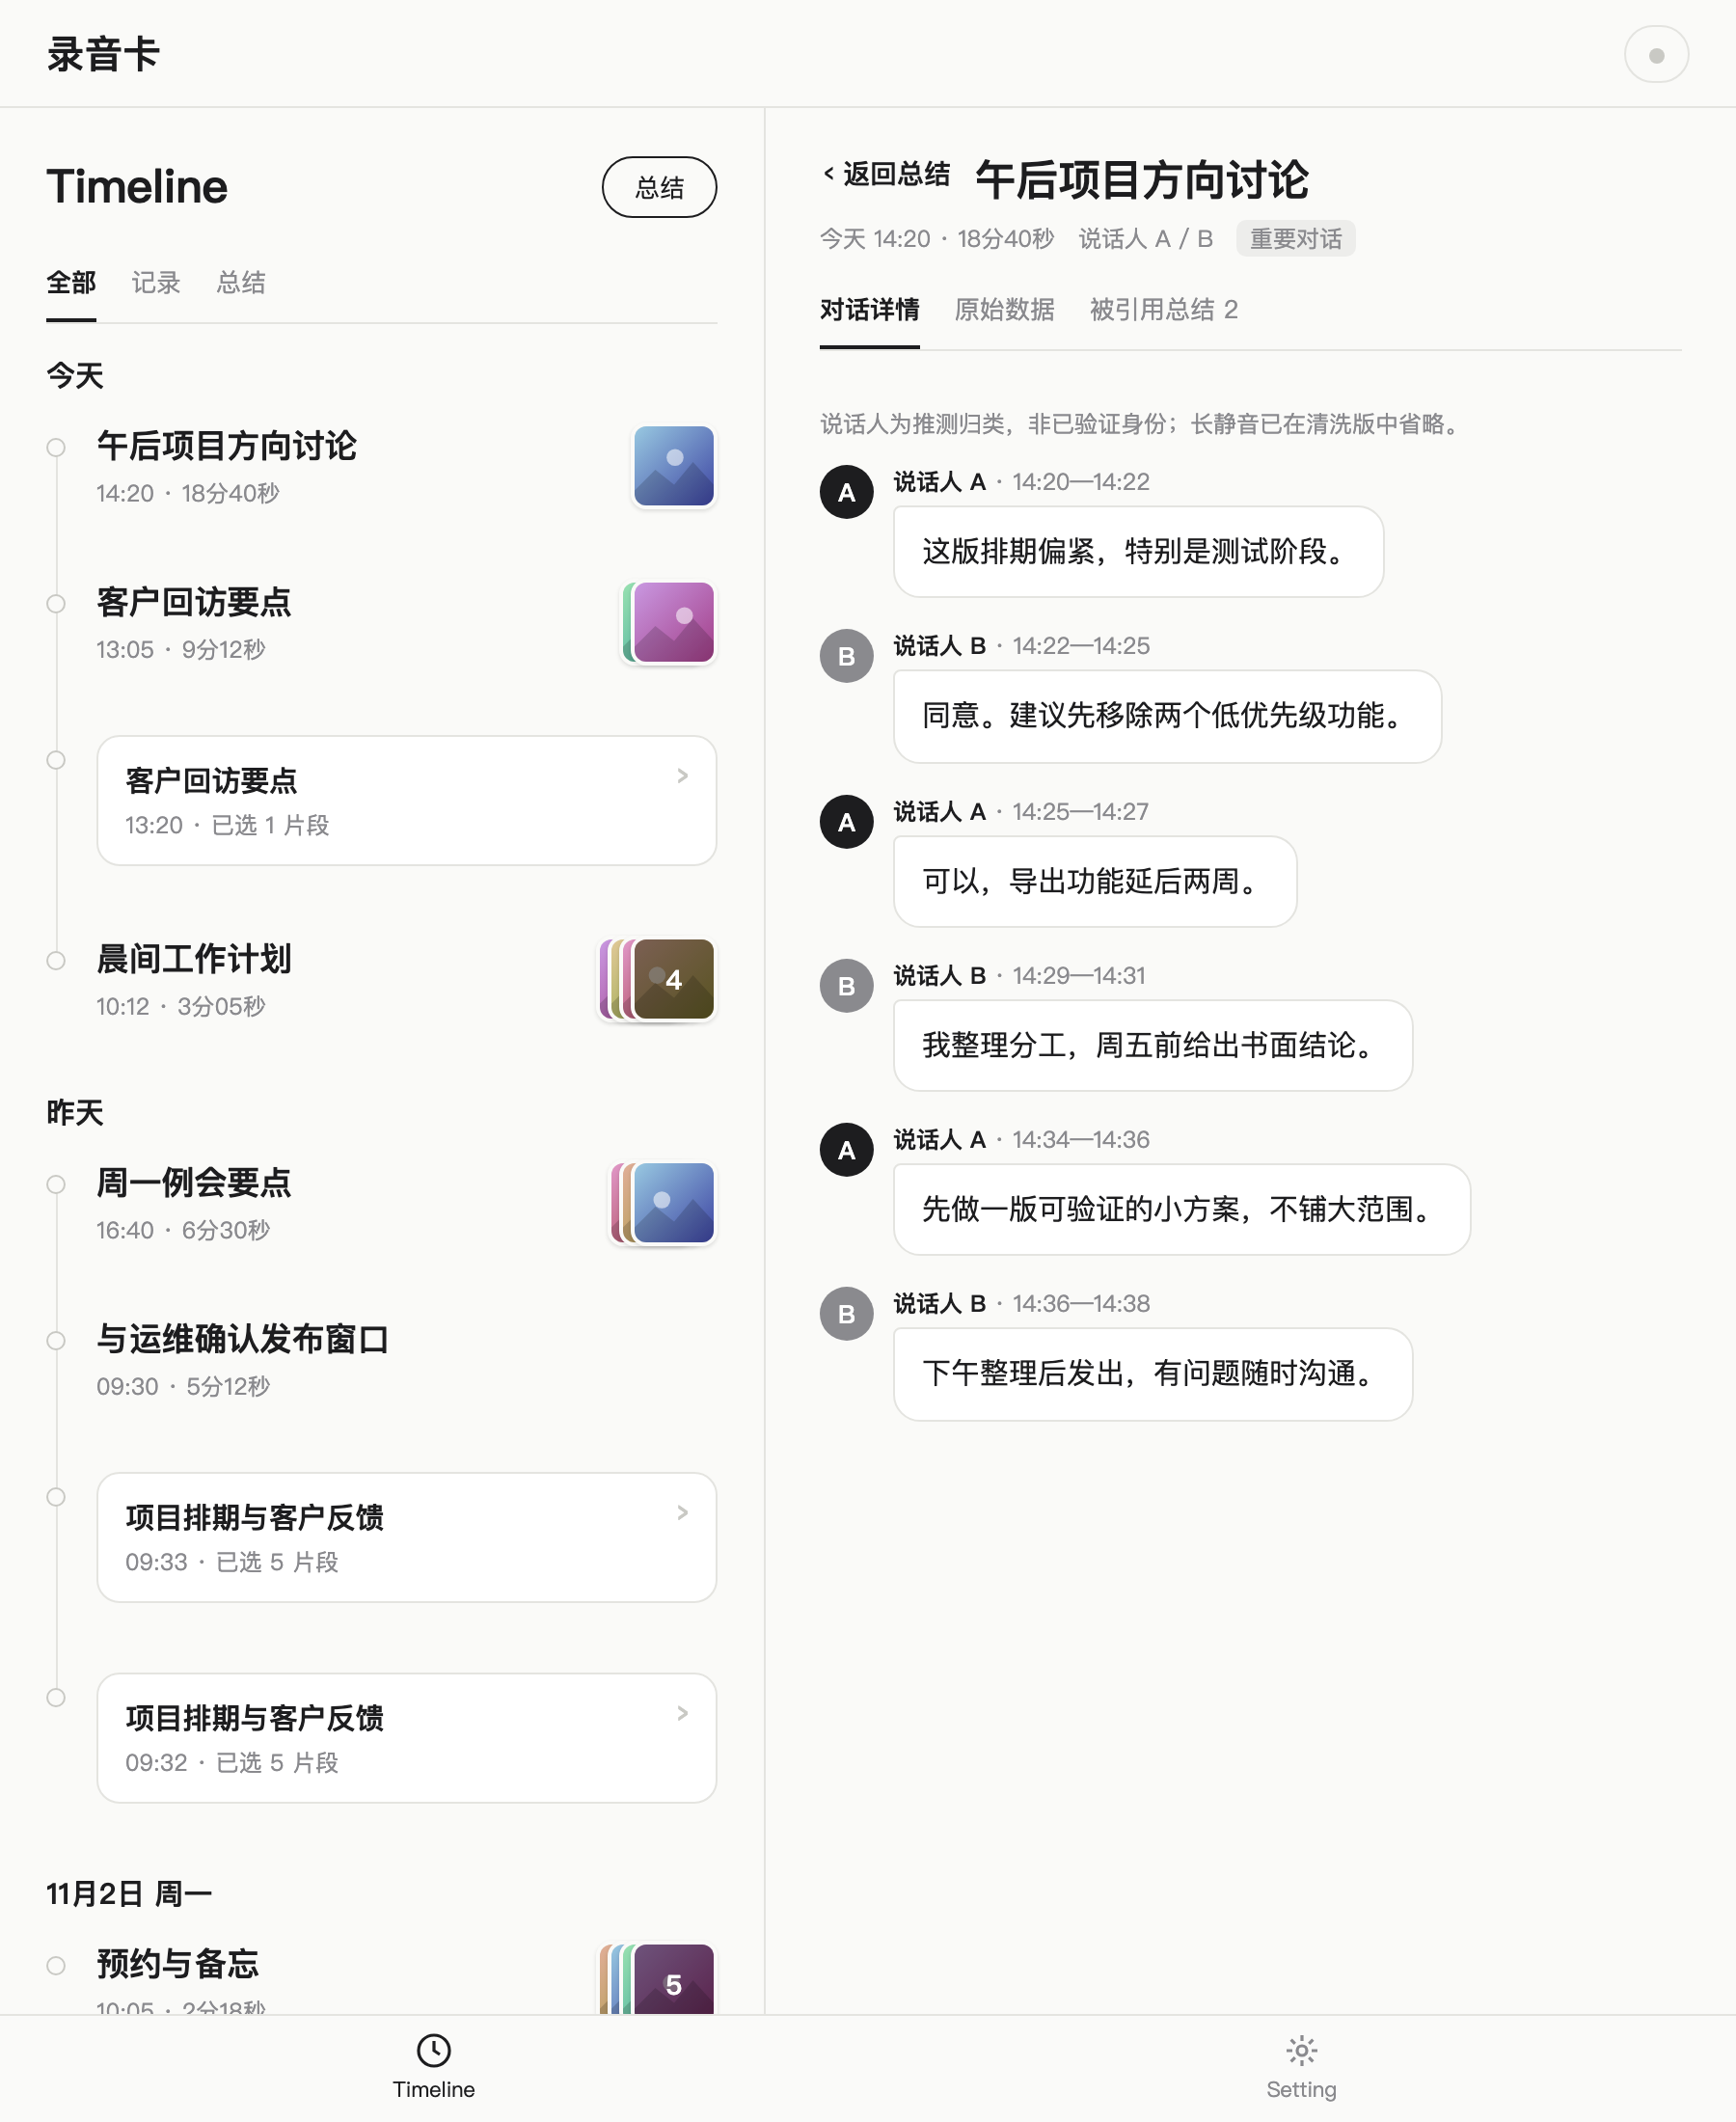 录音卡
Timeline
总结
全部 记录 总结
今天
午后项目方向讨论
14:20 · 18分40秒
客户回访要点
13:05 · 9分12秒
客户回访要点
13:20 · 已选 1 片段
晨间工作计划
10:12 · 3分05秒
4
昨天
周一例会要点
16:40 · 6分30秒
与运维确认发布窗口
09:30 · 5分12秒
项目排期与客户反馈
09:33 · 已选 5 片段
项目排期与客户反馈
09:32 · 已选 5 片段
11月2日 周一
预约与备忘
10:05 · 2分18秒
5
‹ 返回总结 午后项目方向讨论
今天 14:20 · 18分40秒 说话人 A / B 重要对话
对话详情 原始数据 被引用总结 2
说话人为推测归类，非已验证身份；长静音已在清洗版中省略。
A
说话人 A · 14:20—14:22
这版排期偏紧，特别是测试阶段。
B
说话人 B · 14:22—14:25
同意。建议先移除两个低优先级功能。
A
说话人 A · 14:25—14:27
可以，导出功能延后两周。
B
说话人 B · 14:29—14:31
我整理分工，周五前给出书面结论。
A
说话人 A · 14:34—14:36
先做一版可验证的小方案，不铺大范围。
B
说话人 B · 14:36—14:38
下午整理后发出，有问题随时沟通。
Timeline
Setting